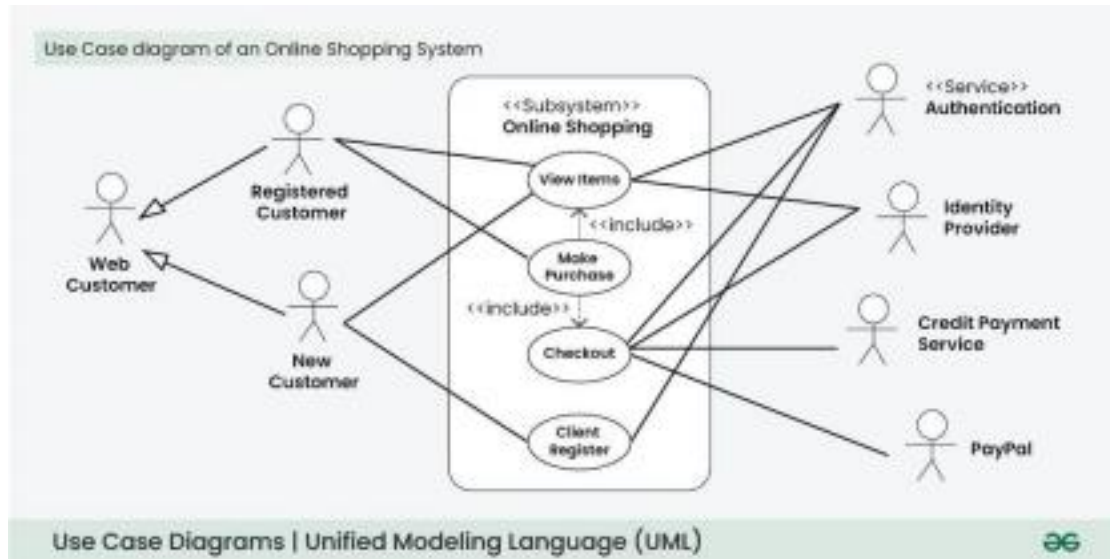 Use Case diagram of an Online Shopping System
<<Subsystem>>
Online Shopping
<<Service>>
Authentication
Registered
Customer
View Items
Identity
Provider
<<include>>
Web
Customer
Make
Purchase
<<include>>
New
Customer
Checkout
Credit Payment
Service
Client
Register
PayPal
Use Case Diagrams | Unified Modeling Language (UML)